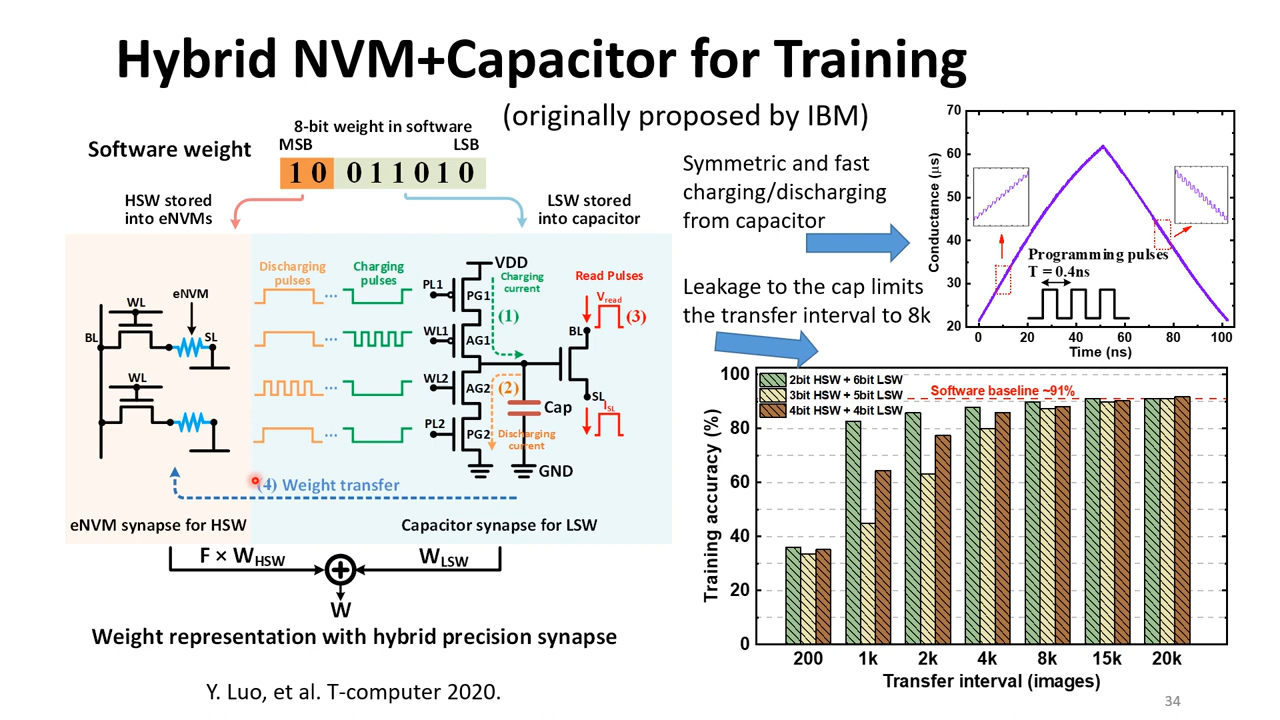 Hybrid NVM+Capacitor for Training
(originally proposed by IBM)
8-bit weight in software
MSB
LSB
Software weight
1 0 0 1 1 0 1 0
HSW stored
into eNVMs
LSW stored
into capacitor
WL
eNVM
BL
SL
WL
Discharging
pulses
Charging
pulses
VDD
Charging
current
(1)
PL1
PG1
WL1
AG1
WL2
AG2
(2)
PL2
PG2
Cap
Discharging
current
GND
Read Pulses
Vread
(3)
BL
SL
ISL
(4) Weight transfer
eNVM synapse for HSW
Capacitor synapse for LSW
F × WHSW
WLSW
W
Weight representation with hybrid precision synapse
Y. Luo, et al. T-computer 2020.
Symmetric and fast
charging/discharging
from capacitor
Leakage to the cap limits
the transfer interval to 8k
70
60
50
40
30
20
Conductance (μs)
Programming pulses
T = 0.4ns
0 20 40 60 80 100
Time (ns)
100
80
60
40
20
0
Training accuracy (%)
2bit HSW + 6bit LSW
3bit HSW + 5bit LSW
4bit HSW + 4bit LSW
Software baseline ~91%
200 1k 2k 4k 8k 15k 20k
Transfer interval (images)
34